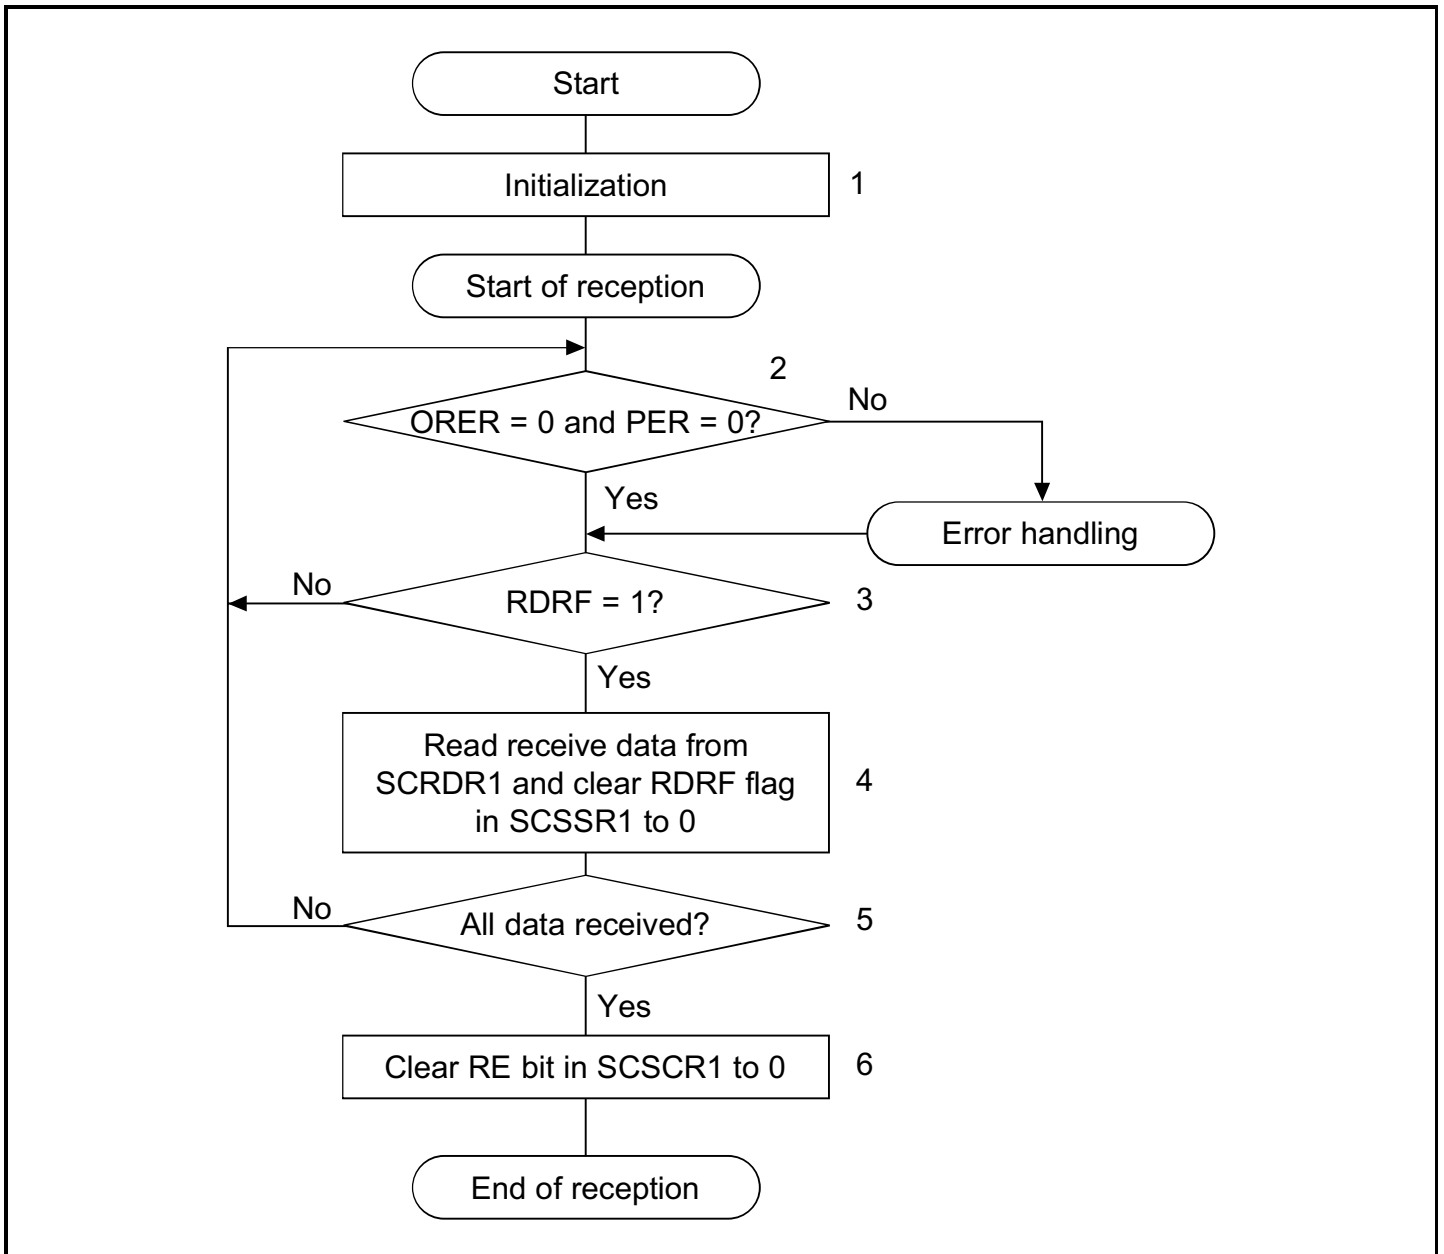 Start
Initialization
1
Start of reception
2
ORER = 0 and PER = 0?
No
Yes
Error handling
No
RDRF = 1?
3
Yes
Read receive data from
SCRDR1 and clear RDRF flag
in SCSSR1 to 0
4
No
All data received?
5
Yes
Clear RE bit in SCSCR1 to 0
6
End of reception